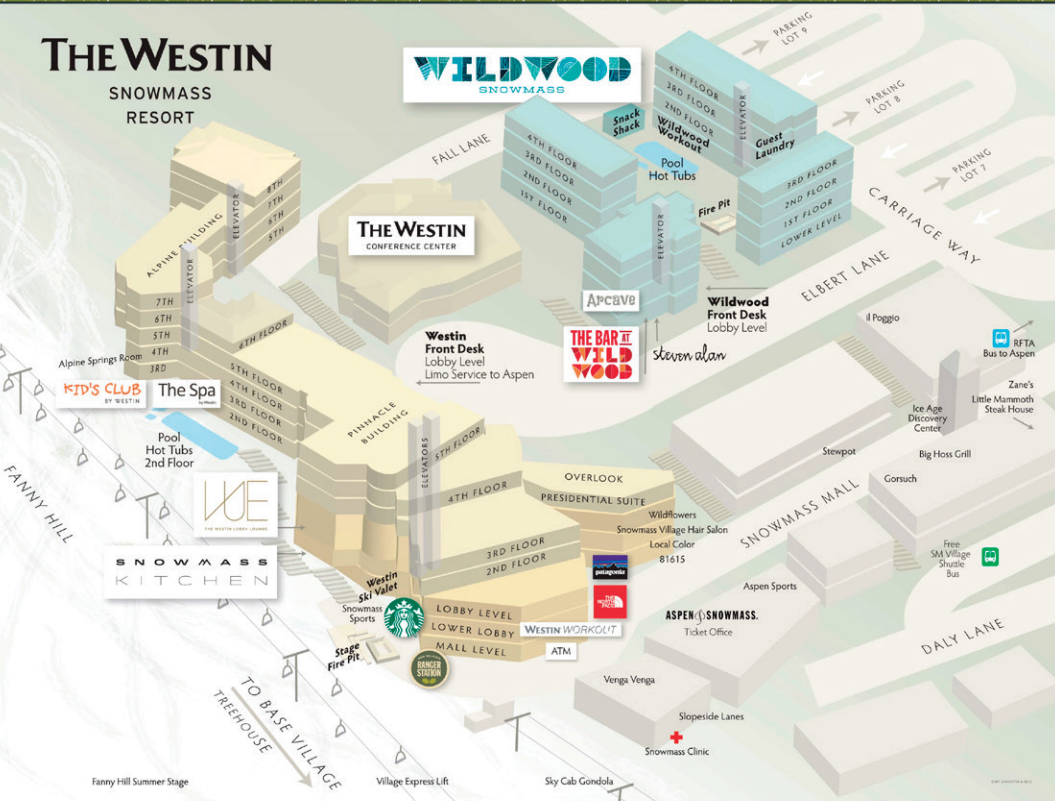 THE WESTIN
SNOWMASS
RESORT
WILDWOOD
SNOWMASS
PARKING
LOT 9
PARKING
LOT 8
PARKING
LOT 7
FALL LANE
CARRIAGE WAY
ELBERT LANE
4TH FLOOR
3RD FLOOR
2ND FLOOR
ELEVATOR
Snack
Shack
Wildwood
Workout
Guest
Laundry
Pool
Hot Tubs
4TH FLOOR
3RD FLOOR
2ND FLOOR
1ST FLOOR
3RD FLOOR
2ND FLOOR
1ST FLOOR
LOWER LEVEL
Fire Pit
ELEVATOR
8TH
7TH
6TH
5TH
ELEVATOR
ALPINE BUILDING
ELEVATOR
THE WESTIN
CONFERENCE CENTER
Arcave
THE BAR AT
WILD
WOOD
steven alan
Wildwood
Front Desk
Lobby Level
Westin
Front Desk
Lobby Level
Limo Service to Aspen
7TH
6TH
5TH
4TH
3RD
6TH FLOOR
5TH FLOOR
4TH FLOOR
3RD FLOOR
2ND FLOOR
Alpine Springs Room
KID'S CLUB
BY WESTIN
The Spa
by Westin
Pool
Hot Tubs
2nd Floor
PINNACLE
BUILDING
ELEVATORS
5TH FLOOR
4TH FLOOR
3RD FLOOR
2ND FLOOR
OVERLOOK
PRESIDENTIAL SUITE
Wildflowers
Snowmass Village Hair Salon
Local Color
81615
VUE
THE WESTIN LOBBY LOUNGE
SNOWMASS
KITCHEN
FANNY HILL
Westin
Ski Valet
Snowmass
Sports
Stage
Fire Pit
RANGER
STATION
LOBBY LEVEL
LOWER LOBBY
MALL LEVEL
patagonia
THE
NORTH
FACE
WESTIN WORKOUT
ATM
il Poggio
RFTA
Bus to Aspen
Zane's
Little Mammoth
Steak House
Ice Age
Discovery
Center
Stewpot
Big Hoss Grill
Gorsuch
SNOWMASS MALL
Free
SM Village
Shuttle
Bus
Aspen Sports
ASPEN SNOWMASS.
Ticket Office
DALY LANE
Venga Venga
Slopeside Lanes
Snowmass Clinic
TO BASE VILLAGE
TREEHOUSE
Fanny Hill Summer Stage
Village Express Lift
Sky Cab Gondola